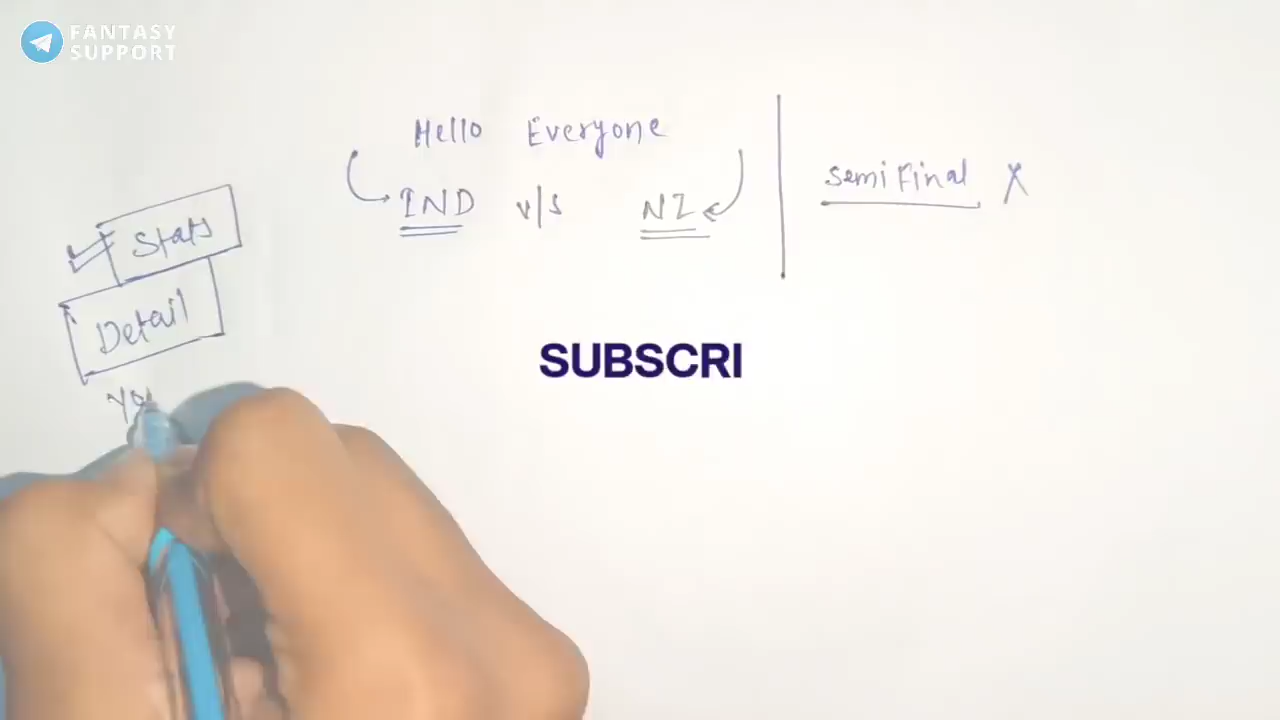 FANTASY
SUPPORT
Hello Everyone
IND v/s NZ
Semi Final X
Stats
Detail
SUBSCRI